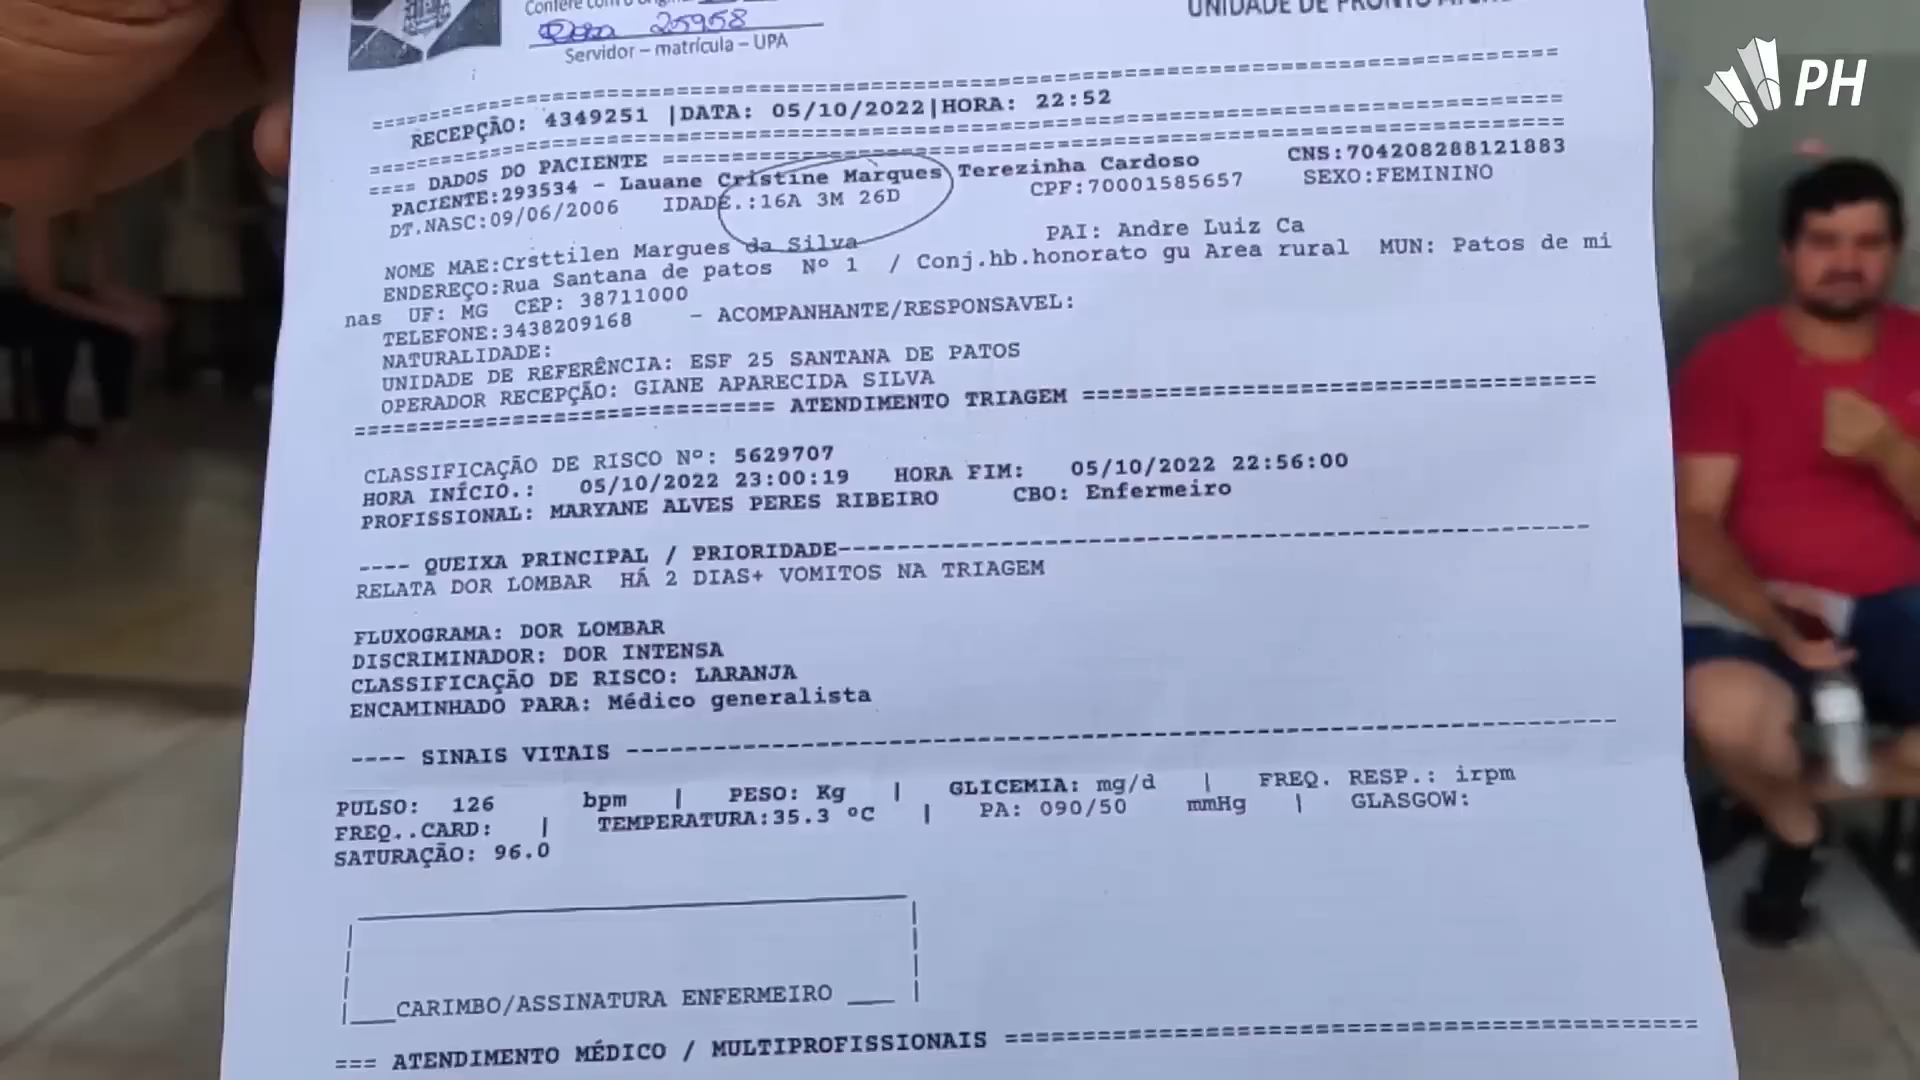 Confere com o original
25958
Servidor – matrícula – UPA
UNIDADE DE PRONTO
PH
RECEPÇÃO: 4349251 |DATA: 05/10/2022|HORA: 22:52
==== DADOS DO PACIENTE ====
PACIENTE:293534 - Lauane Cristine Marques Terezinha Cardoso CNS:704208288121883
DT.NASC:09/06/2006 IDADE.:16A 3M 26D CPF:70001585657 SEXO:FEMININO
NOME MAE:Crsttilen Margues da Silva PAI: Andre Luiz Ca
ENDEREÇO:Rua Santana de patos Nº 1 / Conj.hb.honorato gu Area rural MUN: Patos de mi
nas UF: MG CEP: 38711000
TELEFONE:3438209168 - ACOMPANHANTE/RESPONSAVEL:
NATURALIDADE:
UNIDADE DE REFERÊNCIA: ESF 25 SANTANA DE PATOS
OPERADOR RECEPÇÃO: GIANE APARECIDA SILVA
==== ATENDIMENTO TRIAGEM ====
CLASSIFICAÇÃO DE RISCO Nº: 5629707
HORA INÍCIO.: 05/10/2022 23:00:19 HORA FIM: 05/10/2022 22:56:00
PROFISSIONAL: MARYANE ALVES PERES RIBEIRO CBO: Enfermeiro
---- QUEIXA PRINCIPAL / PRIORIDADE----
RELATA DOR LOMBAR HÁ 2 DIAS+ VOMITOS NA TRIAGEM
FLUXOGRAMA: DOR LOMBAR
DISCRIMINADOR: DOR INTENSA
CLASSIFICAÇÃO DE RISCO: LARANJA
ENCAMINHADO PARA: Médico generalista
---- SINAIS VITAIS ----
PULSO: 126 bpm | PESO: Kg | GLICEMIA: mg/d | FREQ. RESP.: irpm
FREQ..CARD: | TEMPERATURA:35.3 ºC | PA: 090/50 mmHg | GLASGOW:
SATURAÇÃO: 96.0
CARIMBO/ASSINATURA ENFERMEIRO
=== ATENDIMENTO MÉDICO / MULTIPROFISSIONAIS ===